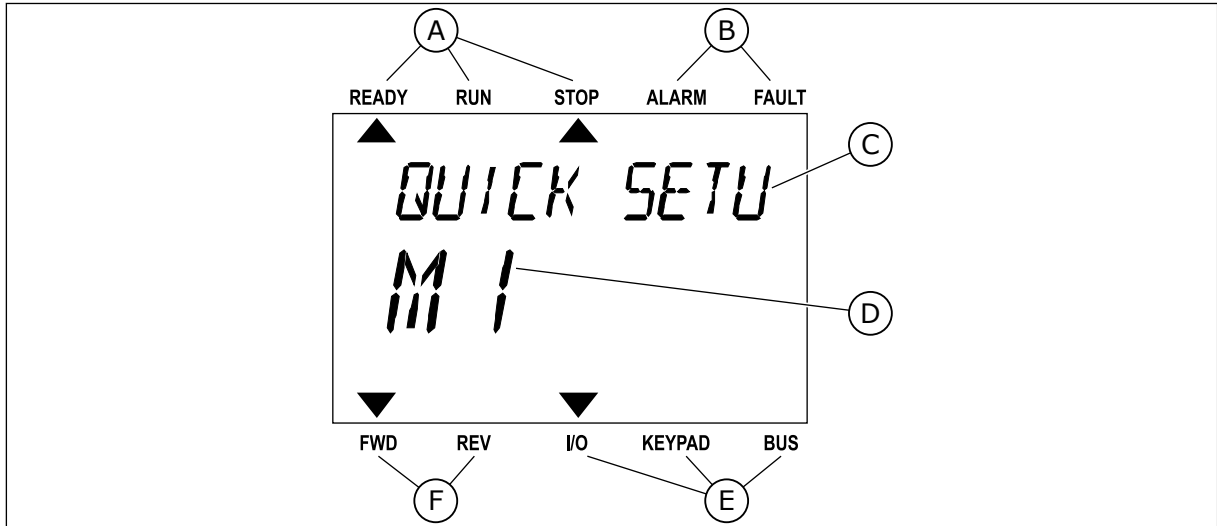 A B
READY RUN STOP ALARM FAULT
C
QUICK SETU
M 1
D
FWD REV I/O KEYPAD BUS
F E